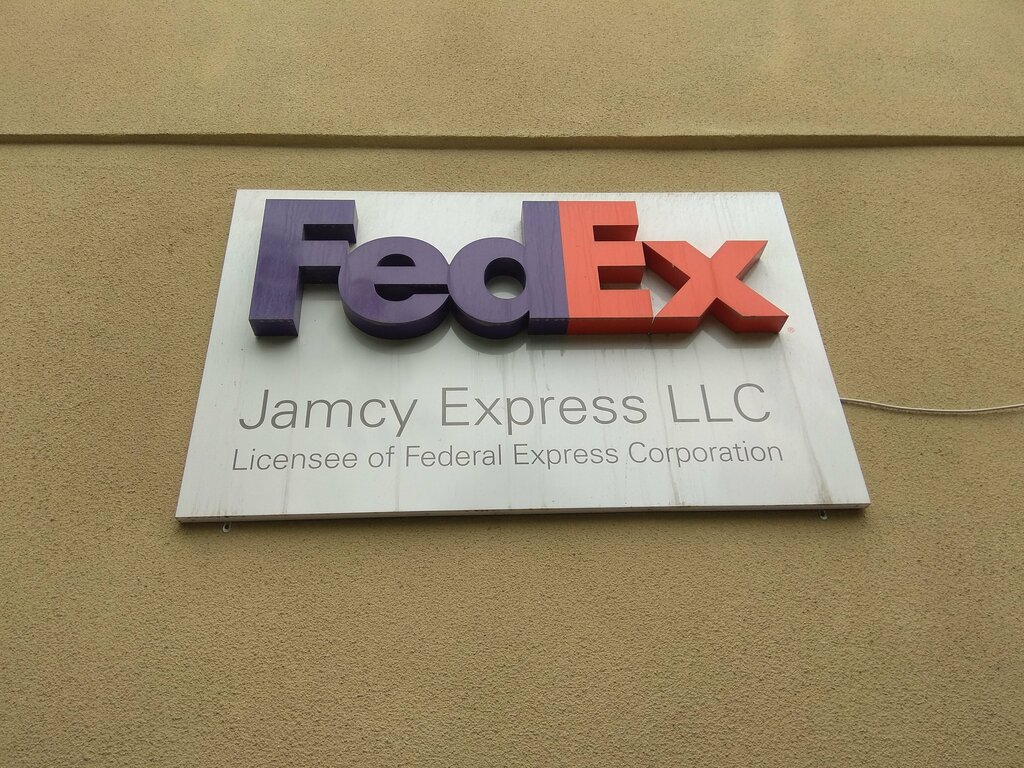 FedEx®
Jamcy Express LLC
Licensee of Federal Express Corporation